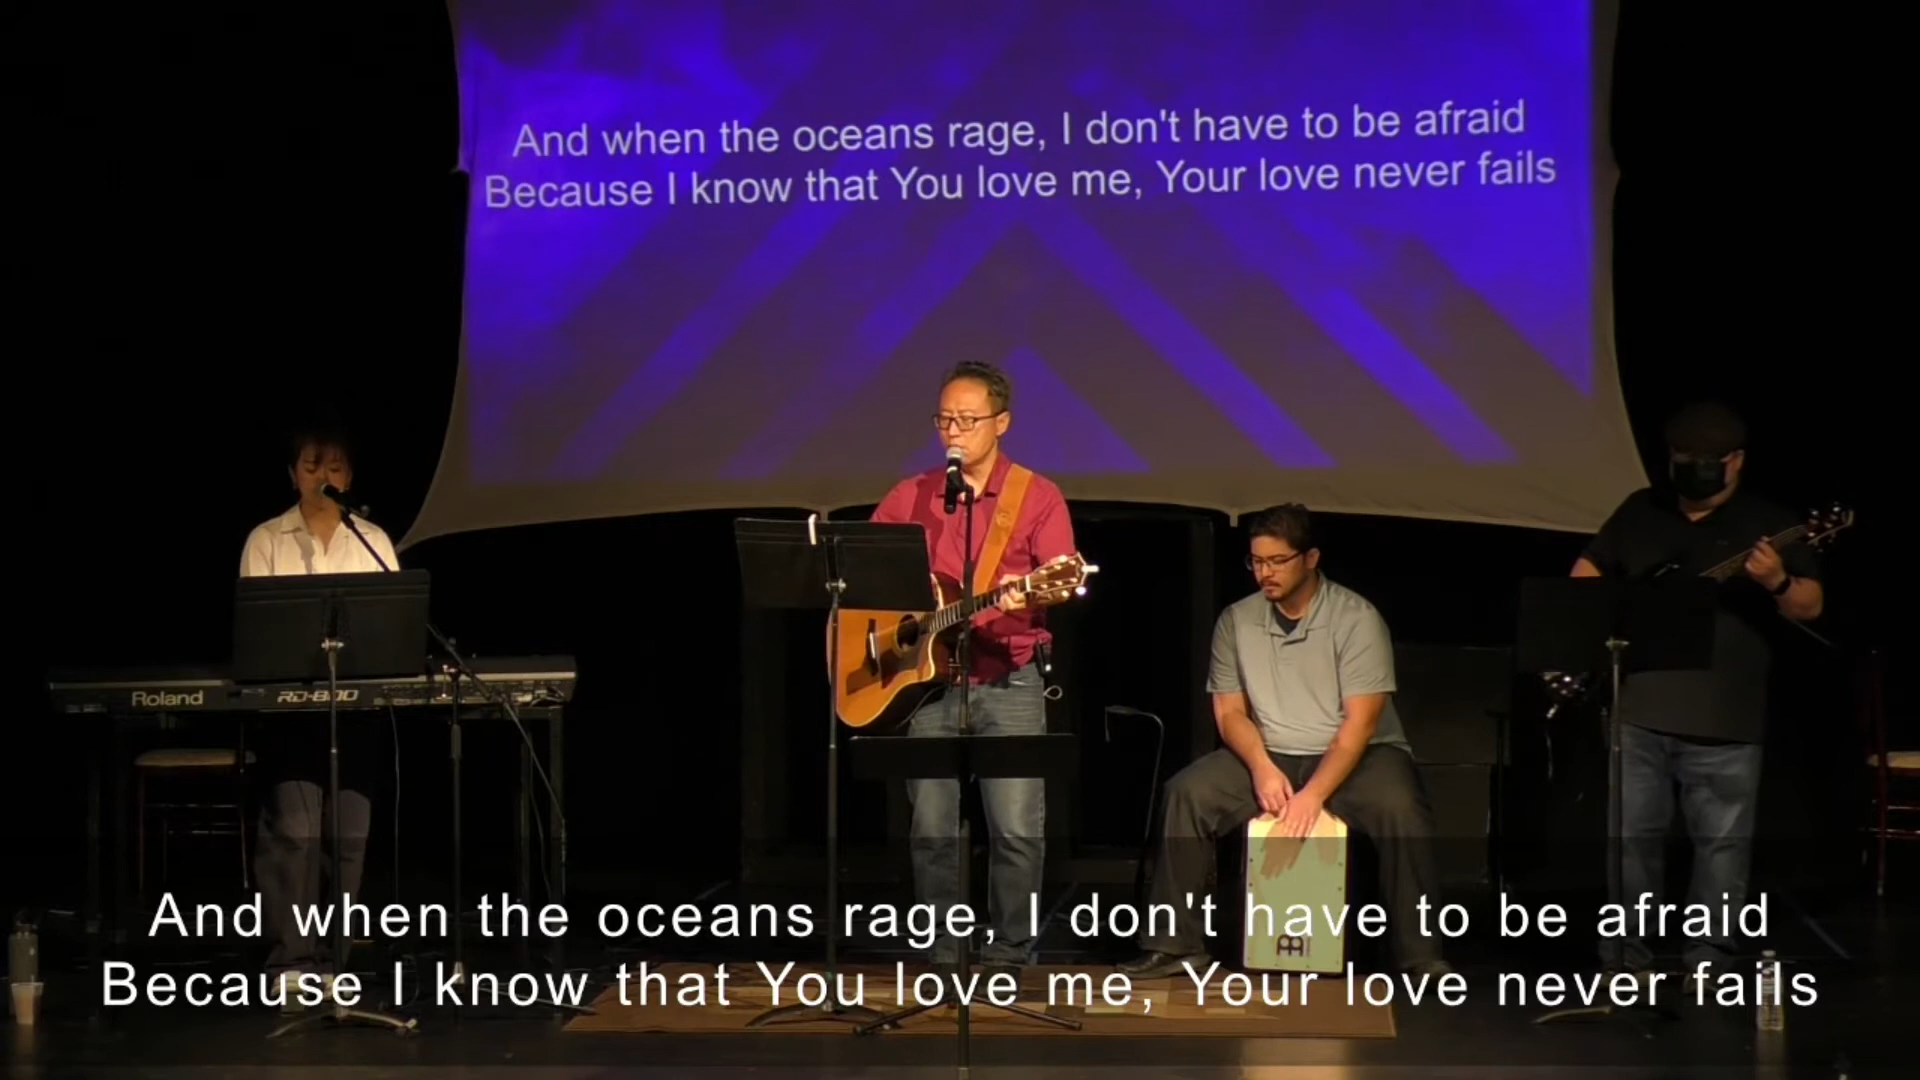 And when the oceans rage, I don't have to be afraid
Because I know that You love me, Your love never fails
Roland RD-800
And when the oceans rage, I don't have to be afraid
Because I know that You love me, Your love never fails